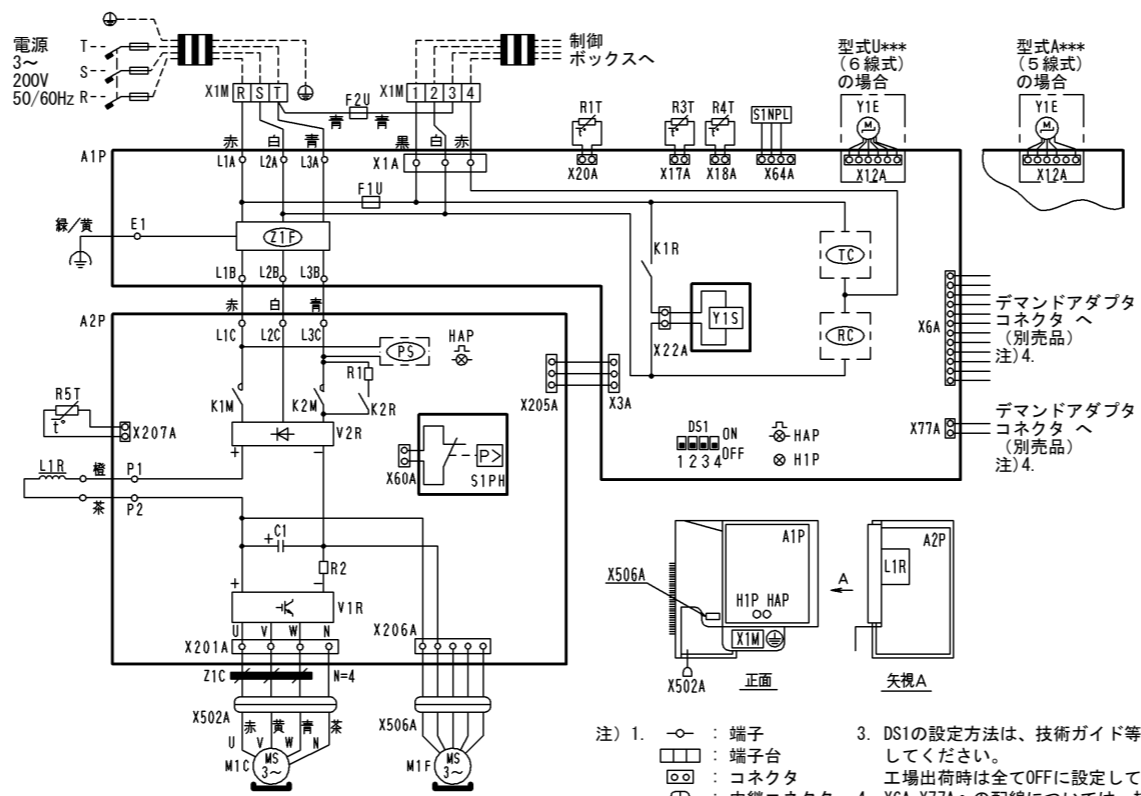 電源
3～
200V
50/60Hz
T
S
R
X1M R S T
F2U
青 青
X1M 1 2 3 4
制御
ボックスへ
赤 白 青
黒 白 赤
A1P
L1A L2A L3A
X1A
F1U
R1T
t°
X20A
R3T
t°
X17A
R4T
t°
X18A
S1NPL
X64A
型式U***
(6線式)
の場合
Y1E
M
X12A
型式A***
(5線式)
の場合
Y1E
M
X12A
緑/黄
E1
Z1F
L1B L2B L3B
赤 白 青
K1R
X22A
Y1S
TC
RC
X6A
デマンドアダプタ
コネクタ へ
(別売品)
注)4.
X77A
デマンドアダプタ
コネクタ へ
(別売品)
注)4.
A2P
L1C L2C L3C
PS
HAP
R1
K1M
K2M
K2R
V2R
+ −
R5T
t°
X207A
L1R
橙
P1
茶
P2
X60A
P>
S1PH
X205A
X3A
DS1
ON
OFF
1 2 3 4
HAP
H1P
+
C1
R2
+ −
V1R
U V W N
X201A
X206A
Z1C
N=4
X502A
赤 黄 青 茶
U V W N
M1C
MS
3～
X506A
M1F
MS
3～
X506A
A1P
H1P HAP
X1M
X502A
正面
A
A2P
L1R
矢視A
注) 1. : 端子
: 端子台
: コネクタ
: 中継コネクタ
3. DS1の設定方法は、技術ガイド等
してください。
工場出荷時は全てOFFに設定して
4.